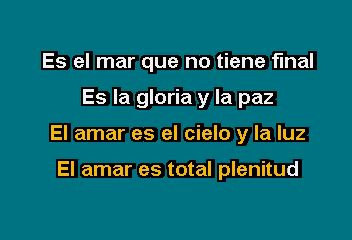 Es el mar que no tiene final
Es la gloria y la paz
El amar es el cielo y la luz
El amar es total plenitud